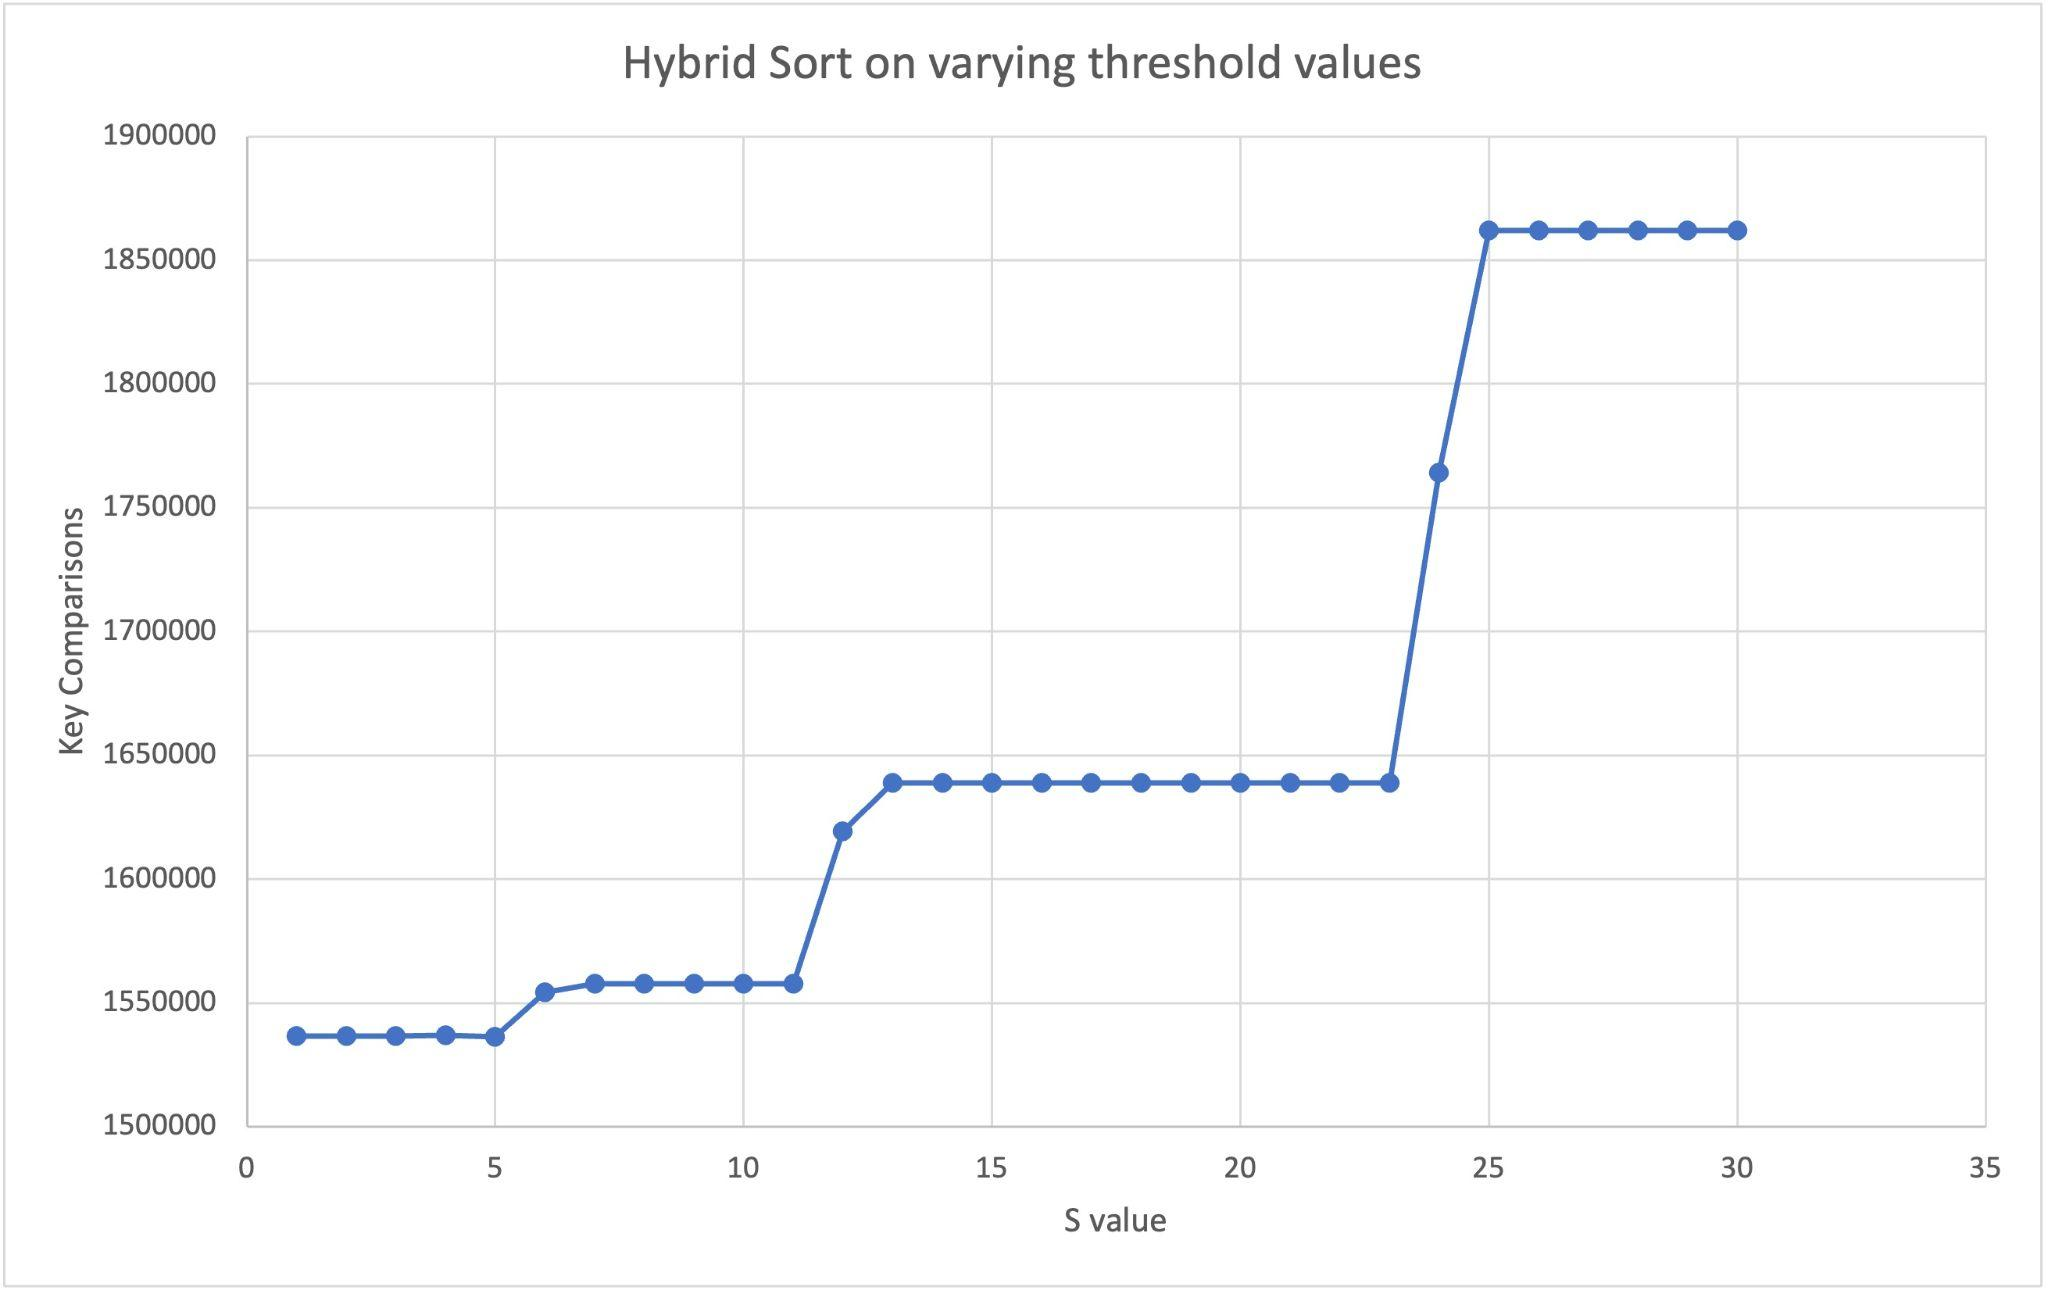 Hybrid Sort on varying threshold values
1900000
1850000
1800000
1750000
1700000
1650000
1600000
1550000
1500000
Key Comparisons
0 5 10 15 20 25 30 35
S value